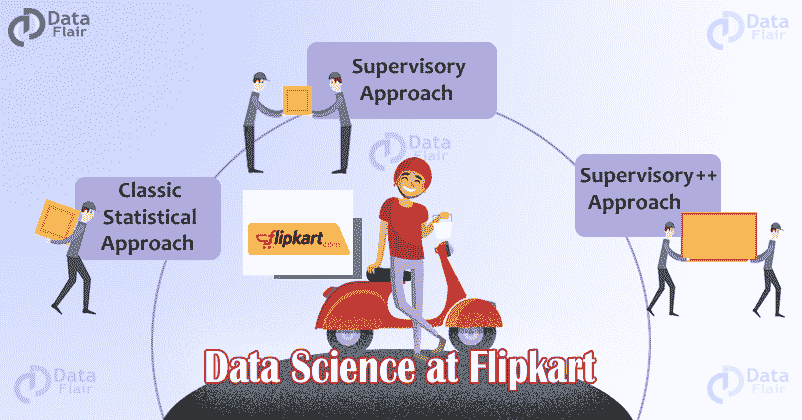 Data
Flair
Data
Flair
Supervisory
Approach
Data
Flair
Supervisory++
Approach
Classic
Statistical
Approach
flipkart.com
Data Science at Flipkart
Data
Flair
Data
Flair